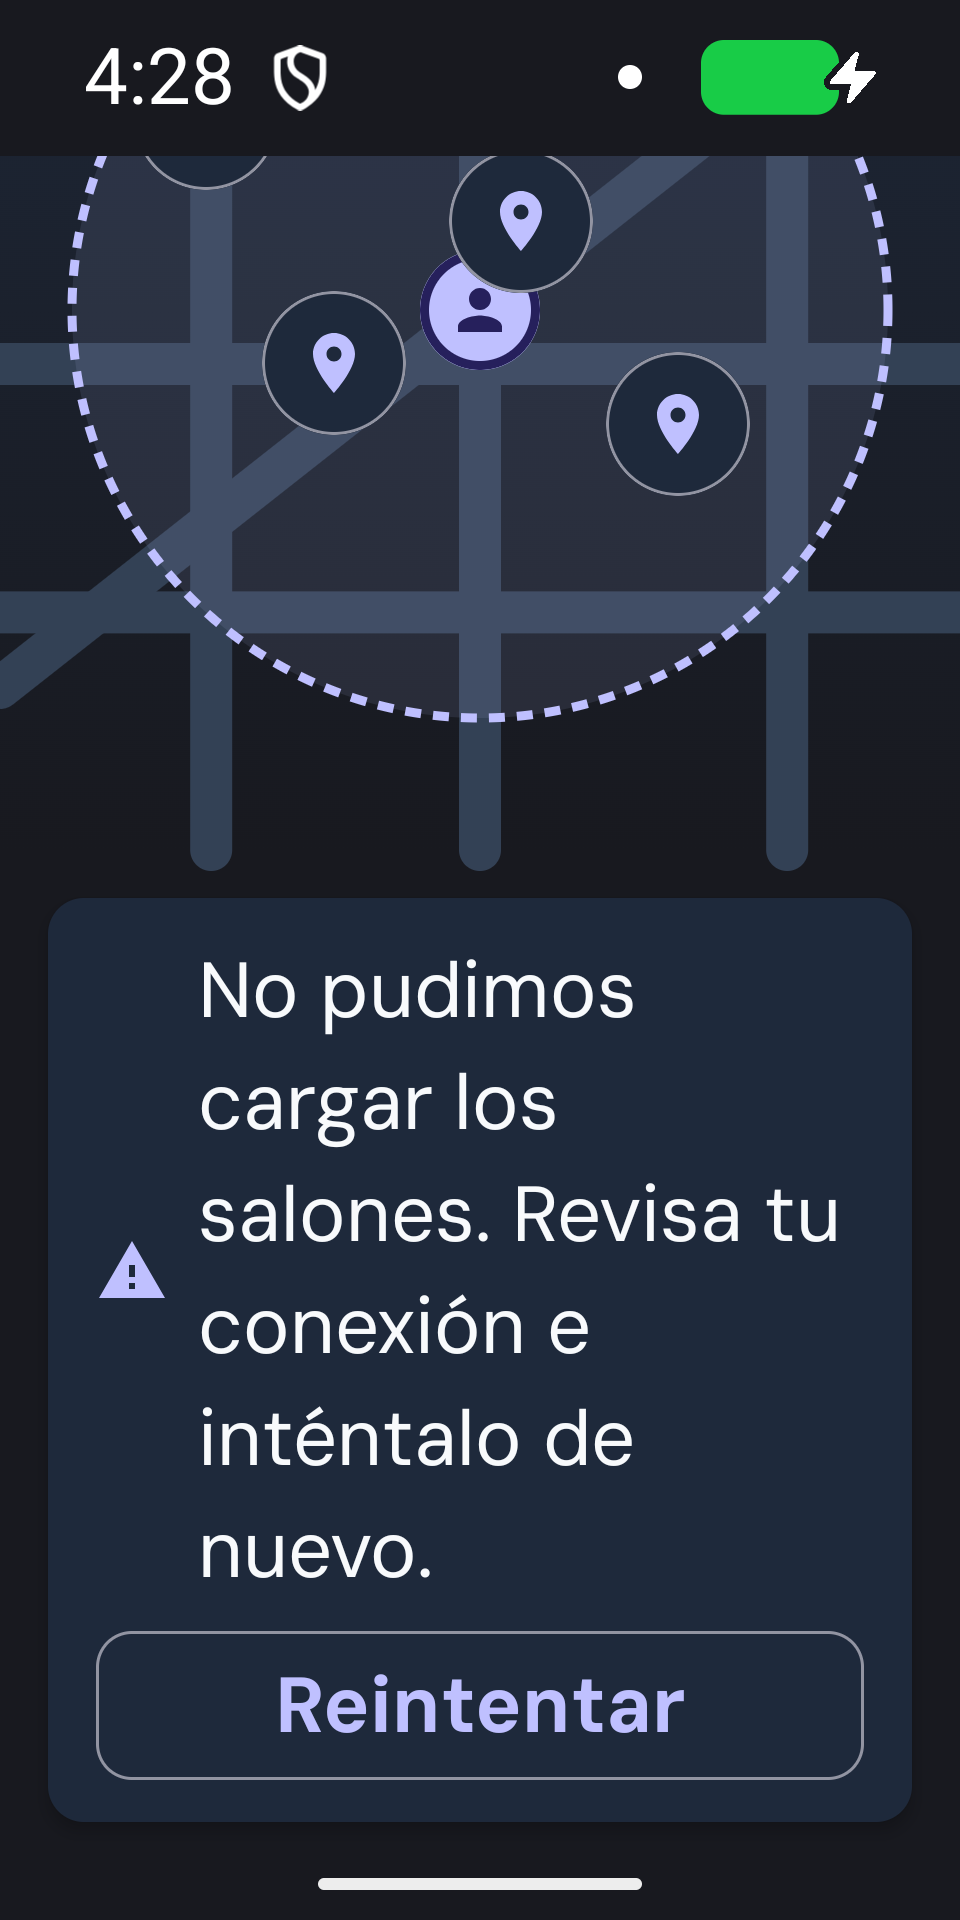 4:28
No pudimos
cargar los
salones. Revisa tu
conexión e
inténtalo de
nuevo.
Reintentar